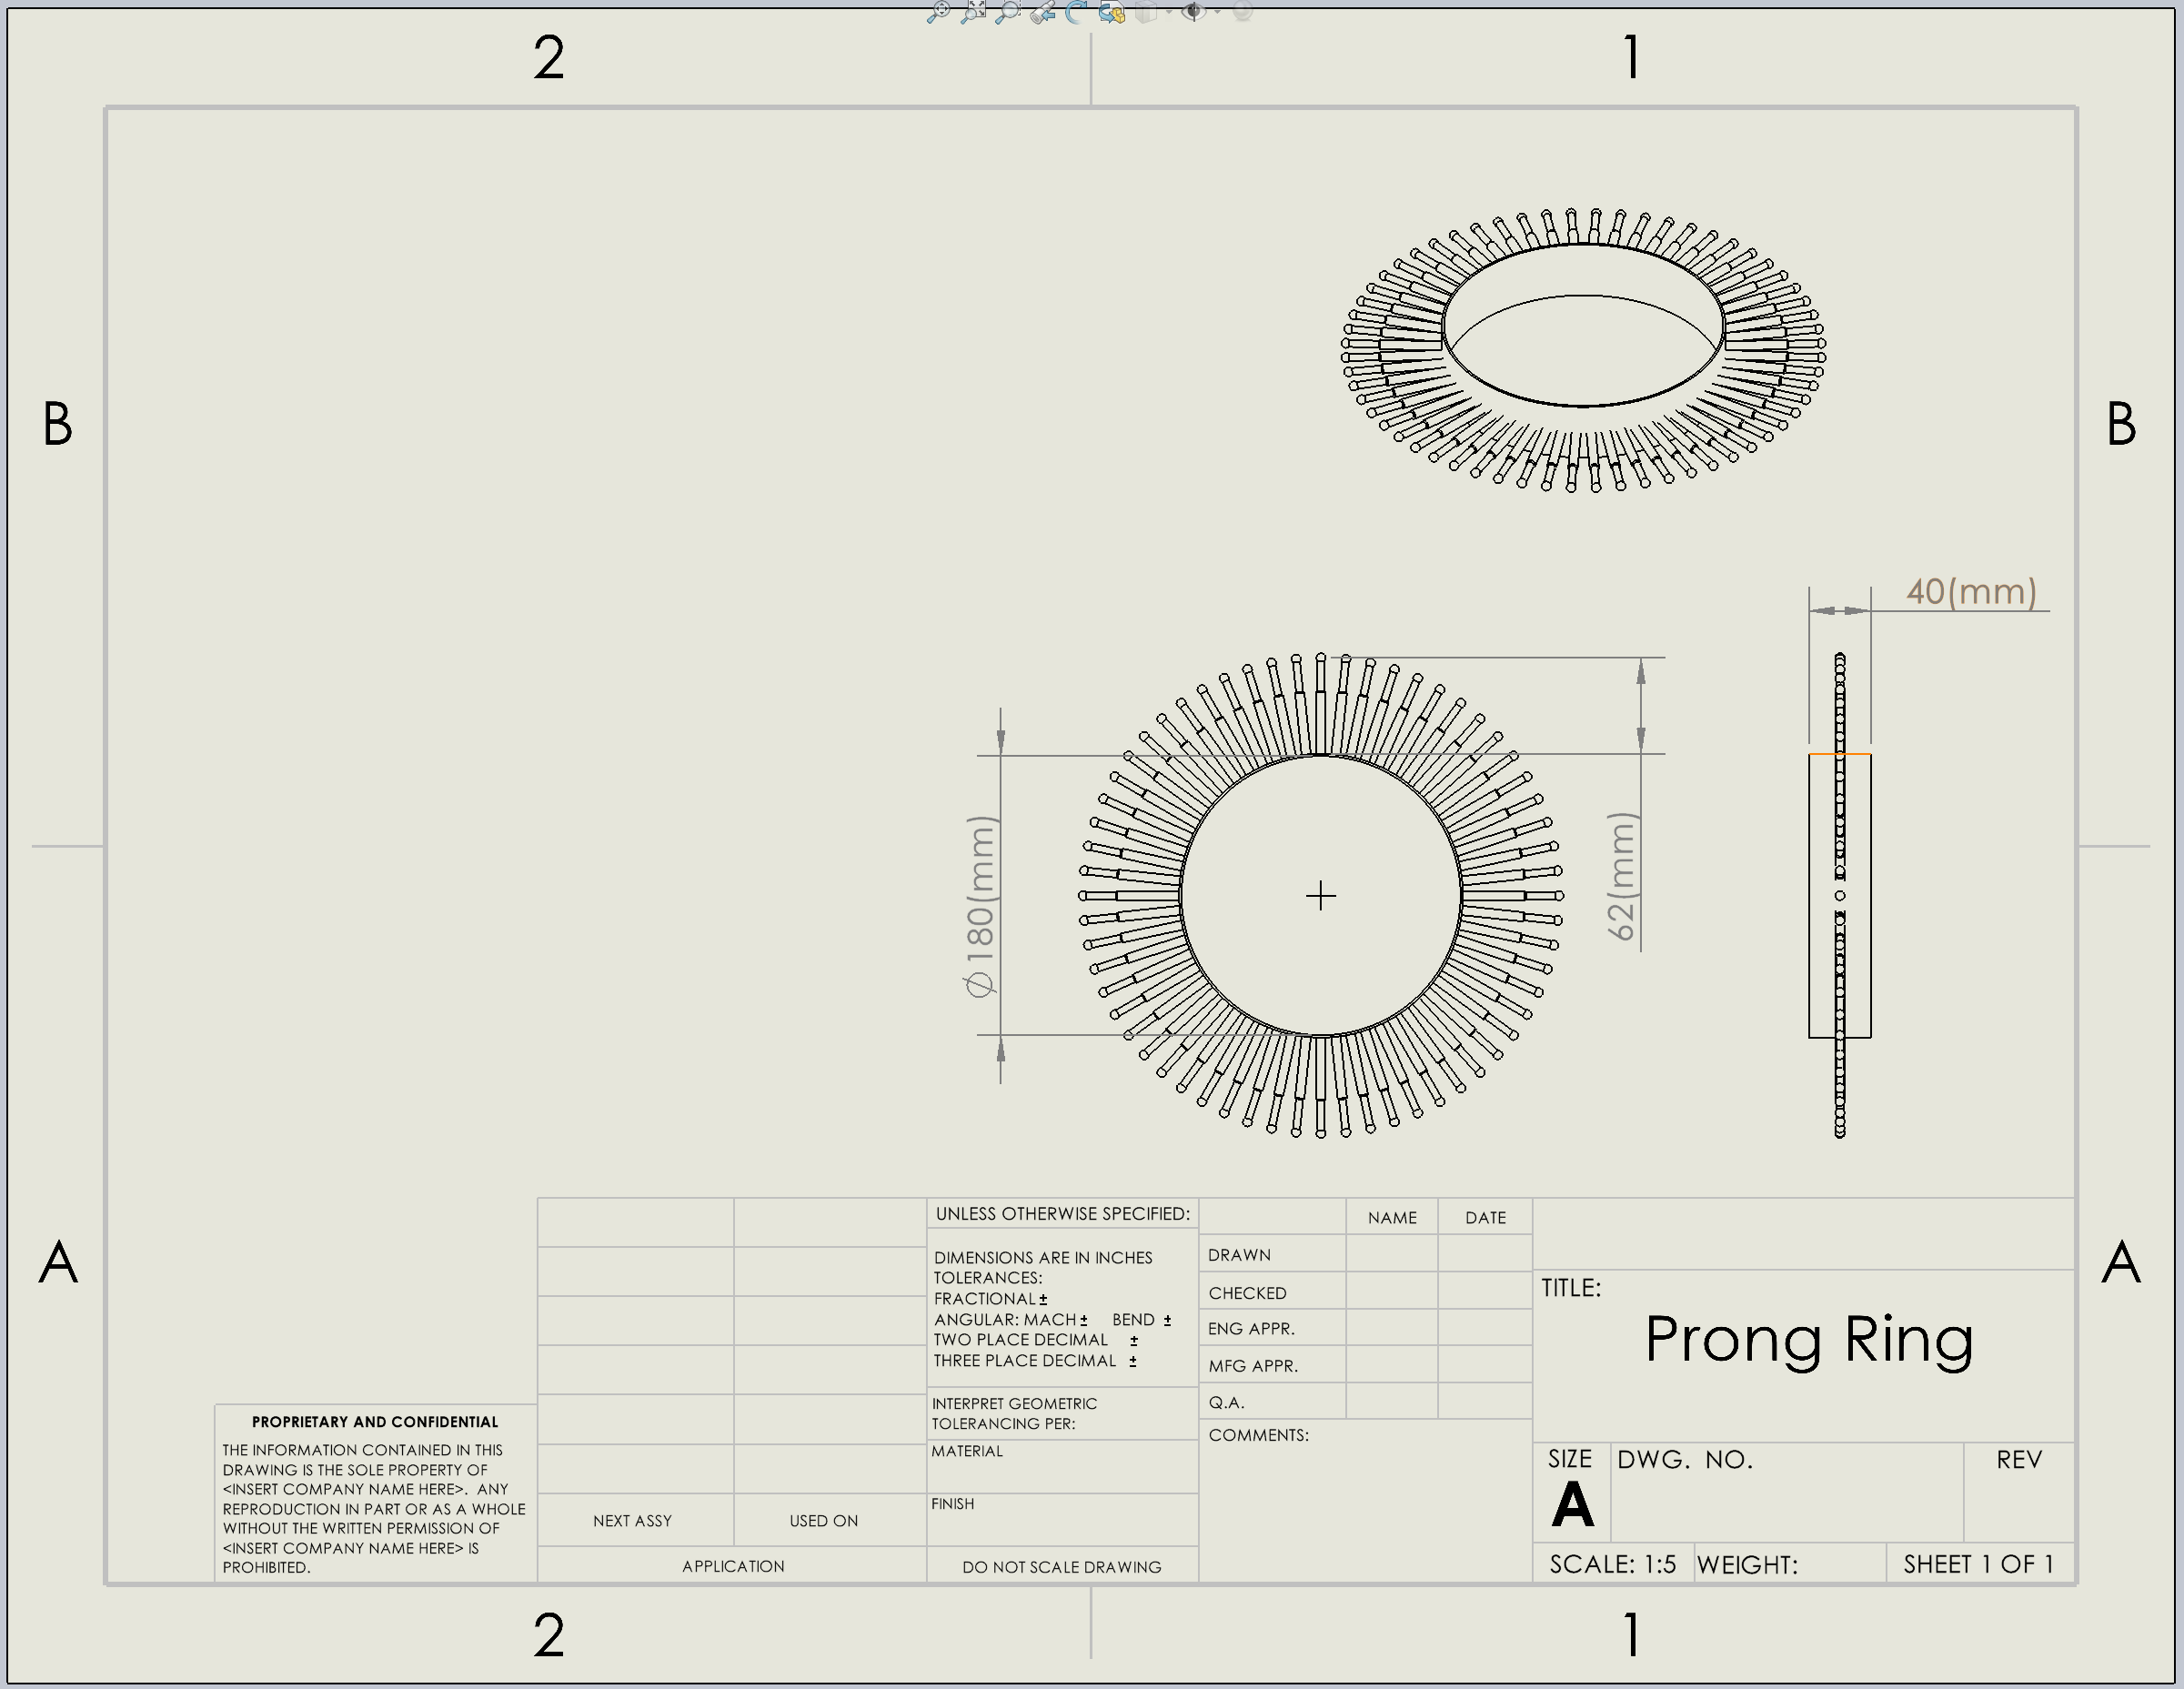 2 1
B B
40(mm)
Ø180(mm)
62(mm)
A A
UNLESS OTHERWISE SPECIFIED:
DIMENSIONS ARE IN INCHES
TOLERANCES:
FRACTIONAL ±
ANGULAR: MACH ± BEND ±
TWO PLACE DECIMAL ±
THREE PLACE DECIMAL ±
INTERPRET GEOMETRIC
TOLERANCING PER:
MATERIAL
FINISH
DO NOT SCALE DRAWING
NAME DATE
DRAWN
CHECKED
ENG APPR.
MFG APPR.
Q.A.
COMMENTS:
TITLE:
Prong Ring
SIZE DWG. NO. REV
A
SCALE: 1:5 WEIGHT: SHEET 1 OF 1
PROPRIETARY AND CONFIDENTIAL
THE INFORMATION CONTAINED IN THIS
DRAWING IS THE SOLE PROPERTY OF
<INSERT COMPANY NAME HERE>. ANY
REPRODUCTION IN PART OR AS A WHOLE
WITHOUT THE WRITTEN PERMISSION OF
<INSERT COMPANY NAME HERE> IS
PROHIBITED.
NEXT ASSY USED ON
APPLICATION
2 1